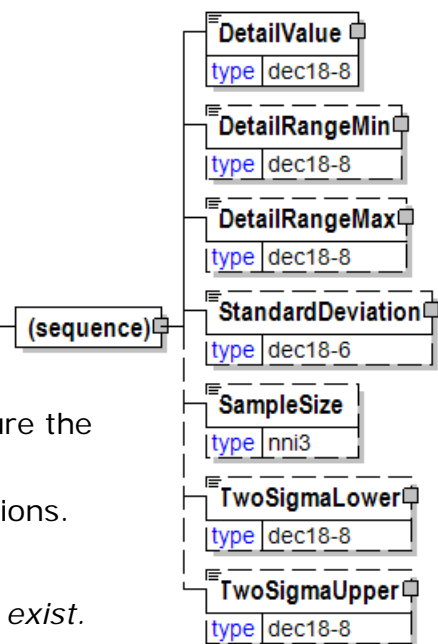 DetailValue
type dec18-8
DetailRangeMin
type dec18-8
DetailRangeMax
type dec18-8
StandardDeviation
type dec18-6
(sequence)
SampleSize
type nni3
TwoSigmaLower
type dec18-8
TwoSigmaUpper
type dec18-8
ure the
ions.
exist.